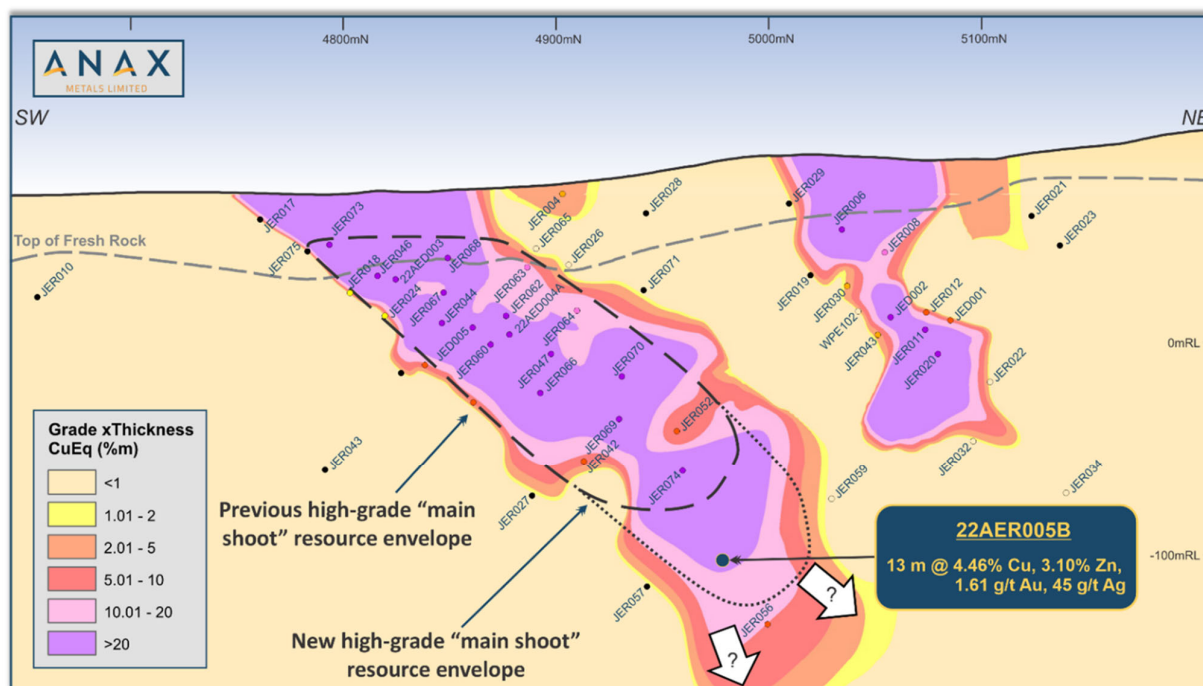 4800mN
4900mN
5000mN
5100mN
ANAX
METALS LIMITED
SW
NE
JER017
JER073
JER004
JER065
JER028
JER029
JER006
JER008
JER021
JER023
Top of Fresh Rock
JER010
JER075
JER018
JER046
22AED003
JER068
JER026
JER063
JER071
JER019
JER030
JED002
JER012
JED001
JER024
JER067
JER044
JER062
22AED004A
JER064
WPE102
JER043
JER011
JER020
JER022
0mRL
JED005
JER060
JER047
JER066
JER070
JER052
JER069
JER042
JER074
JER043
JER027
JER059
JER032
JER034
Grade xThickness
CuEq (%m)
<1
1.01 - 2
2.01 - 5
5.01 - 10
10.01 - 20
>20
Previous high-grade “main
shoot” resource envelope
22AER005B
13 m @ 4.46% Cu, 3.10% Zn,
1.61 g/t Au, 45 g/t Ag
-100mRL
JER057
JER056
?
?
New high-grade “main shoot”
resource envelope